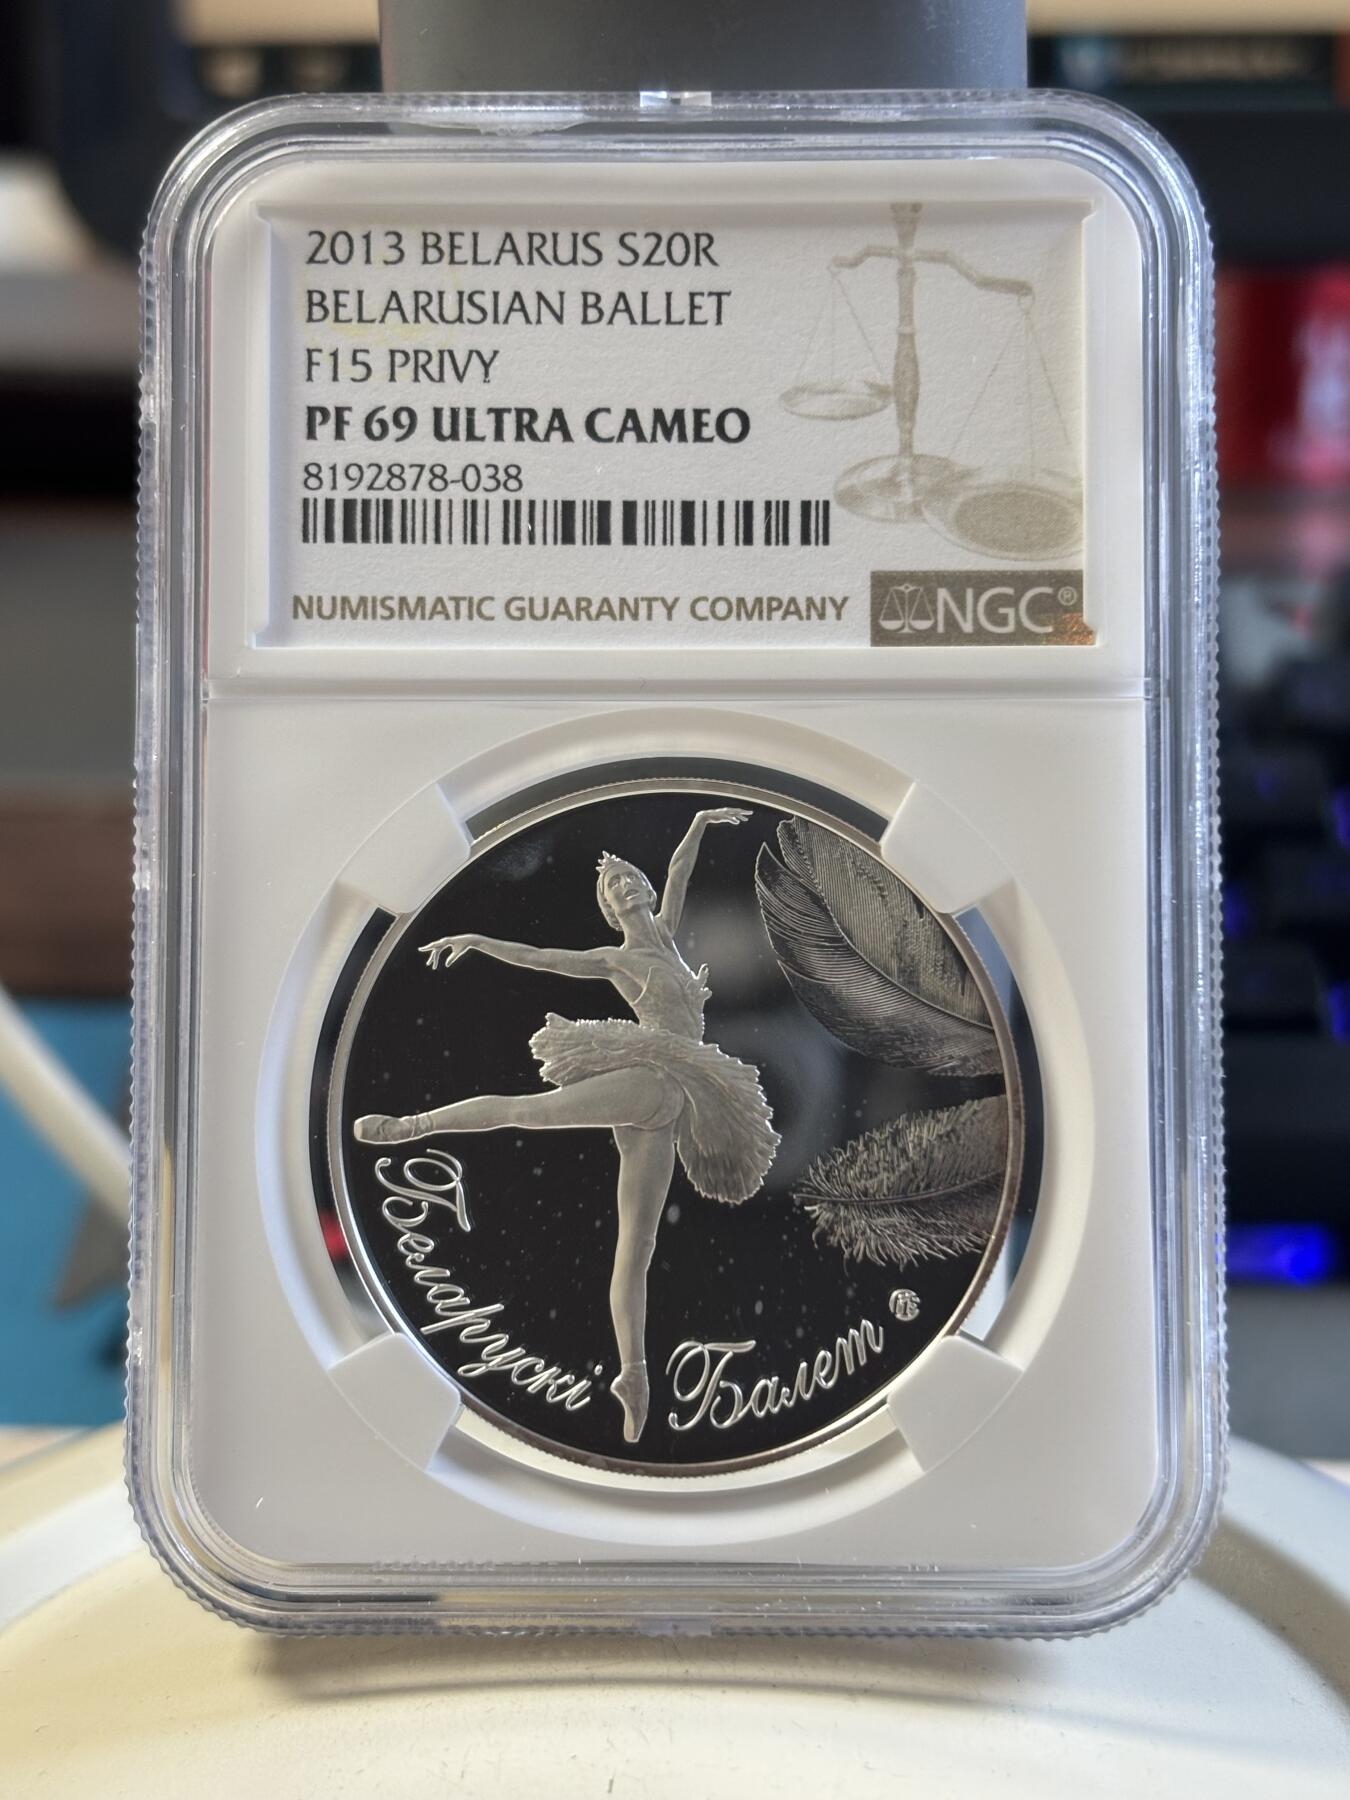 2013 BELARUS S20R
BELARUSIAN BALLET
F15 PRIVY
PF 69 ULTRA CAMEO
8192878-038
NUMISMATIC GUARANTY COMPANY NGC®
Беларускі Балет